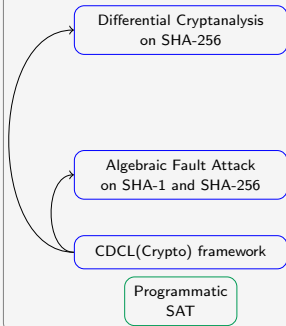 Differential Cryptanalysis
on SHA-256
Algebraic Fault Attack
on SHA-1 and SHA-256
CDCL(Crypto) framework
Programmatic
SAT